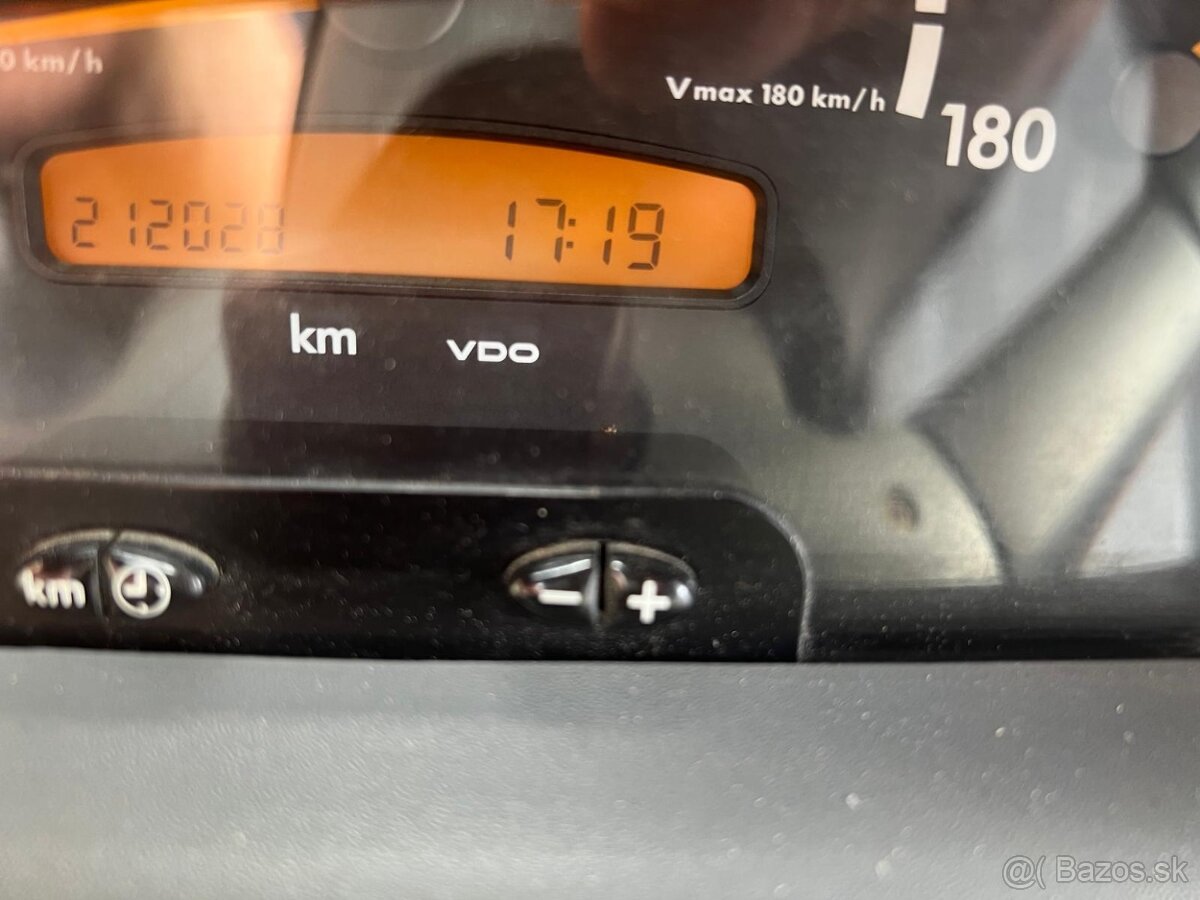 0 km/h
Vmax 180 km/h
180
212028 17:19
km VDO
km - +
@( Bazos.sk